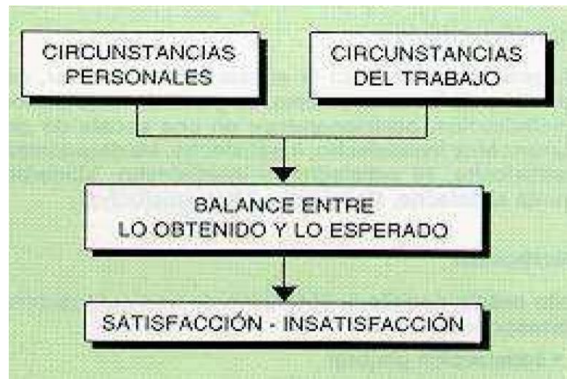 CIRCUNSTANCIAS
PERSONALES
CIRCUNSTANCIAS
DEL TRABAJO
BALANCE ENTRE
LO OBTENIDO Y LO ESPERADO
SATISFACCIÓN - INSATISFACCIÓN